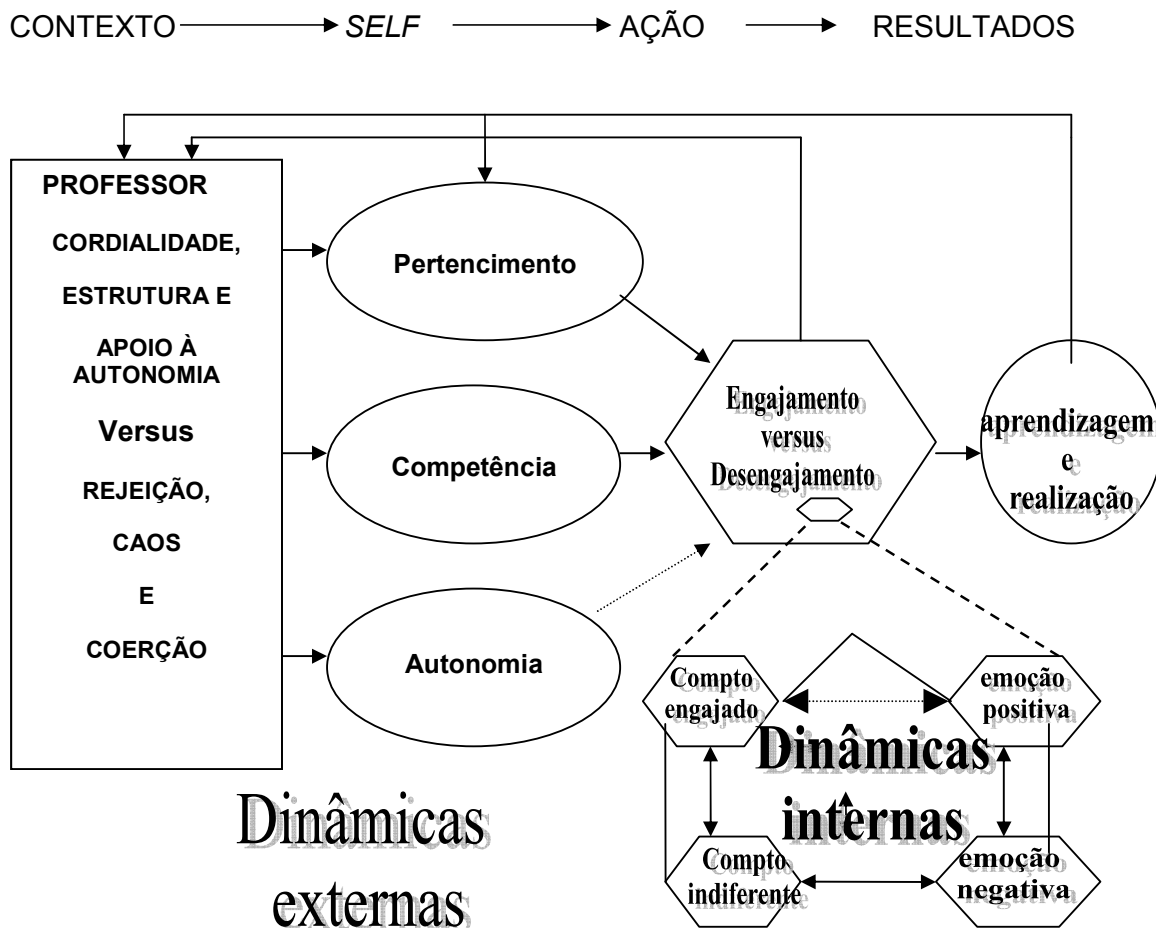 CONTEXTO SELF AÇÃO RESULTADOS
PROFESSOR
CORDIALIDADE,
ESTRUTURA E
APOIO À
AUTONOMIA
Versus
REJEIÇÃO,
CAOS
E
COERÇÃO
Pertencimento
Competência
Autonomia
Engajamento
versus
Desengajamento
aprendizagem
e
realização
Compto
engajado
emoção
positiva
Dinâmicas
internas
Compto
indiferente
emoção
negativa
Dinâmicas
externas